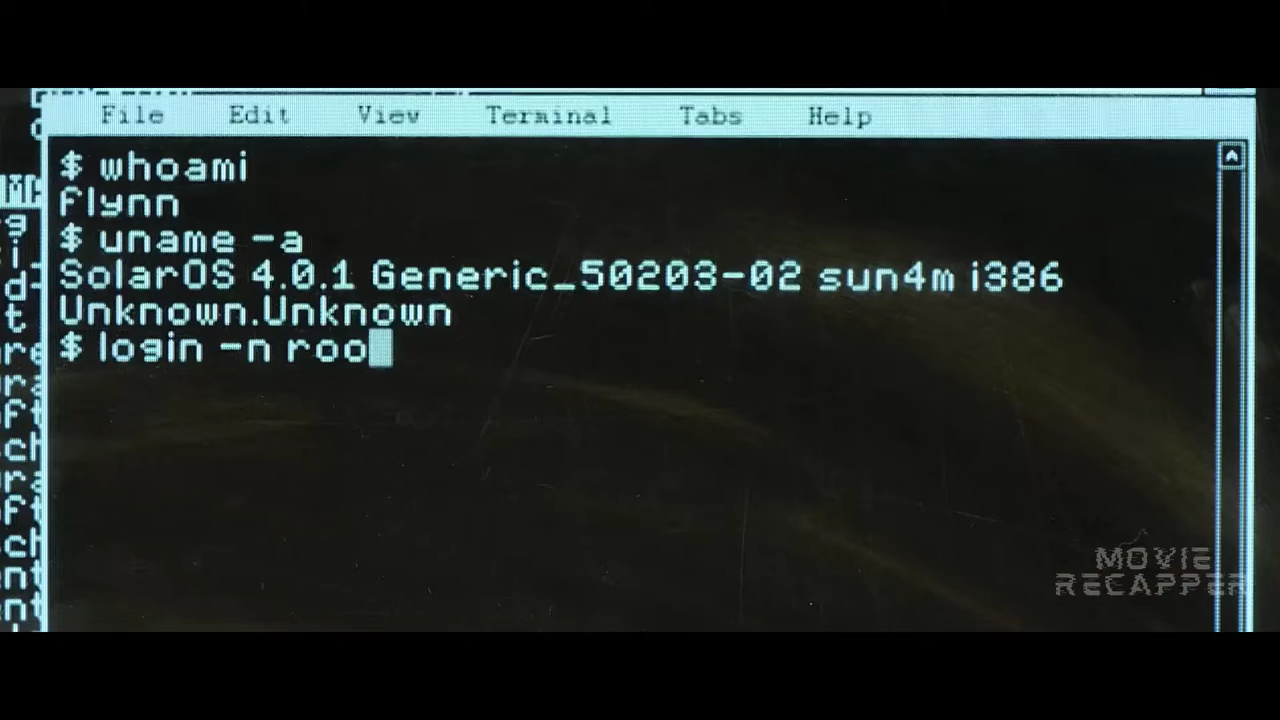 File Edit View Terminal Tabs Help
$ whoami
flynn
$ uname -a
SolarOS 4.0.1 Generic_50203-02 sun4m i386
Unknown.Unknown
$ login -n roo
MOVIE
RECAPPER